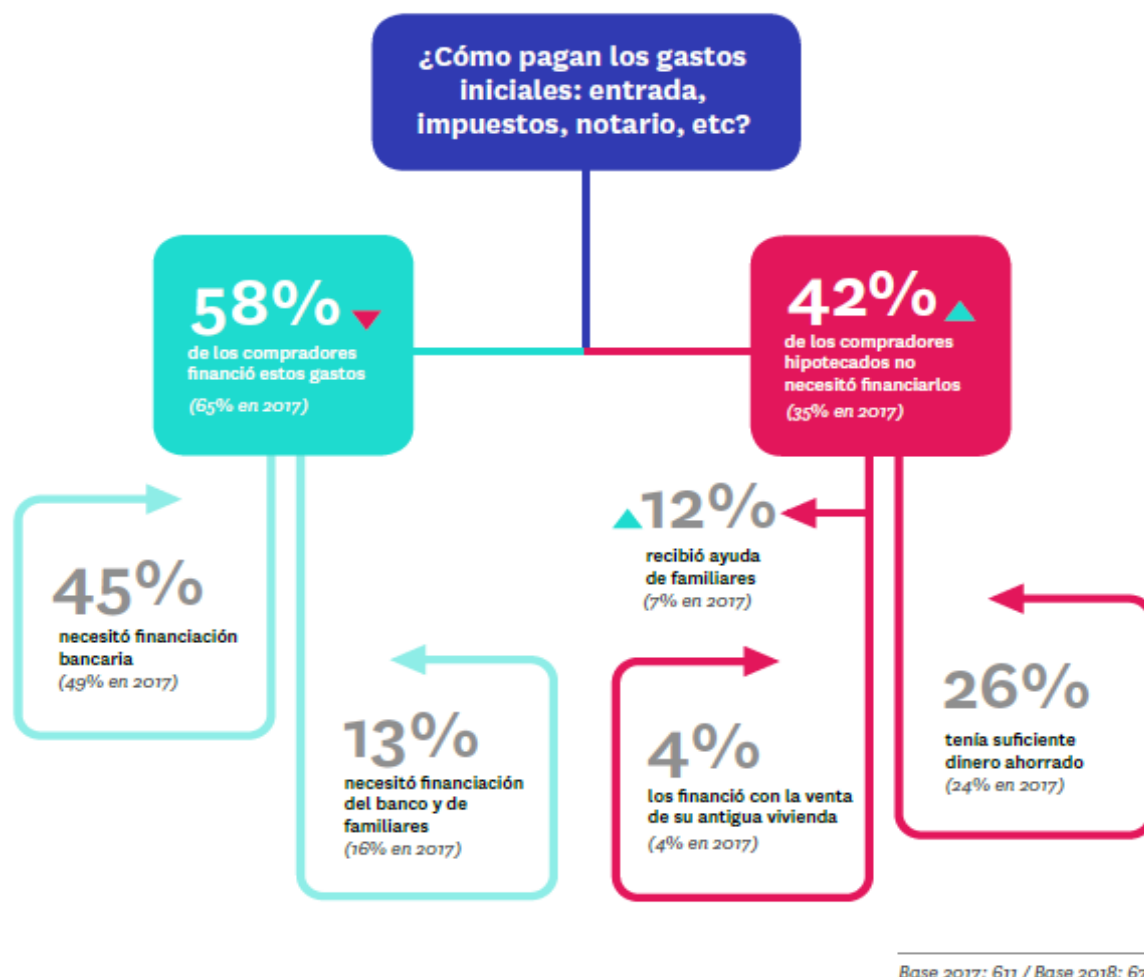 ¿Cómo pagan los gastos
iniciales: entrada,
impuestos, notario, etc?
58%
de los compradores
financió estos gastos
(65% en 2017)
42%
de los compradores
hipotecados no
necesitó financiarlos
(35% en 2017)
45%
necesitó financiación
bancaria
(49% en 2017)
13%
necesitó financiación
del banco y de
familiares
(16% en 2017)
12%
recibió ayuda
de familiares
(7% en 2017)
4%
los financió con la venta
de su antigua vivienda
(4% en 2017)
26%
tenía suficiente
dinero ahorrado
(24% en 2017)
Base 2017: 611 / Base 2018: